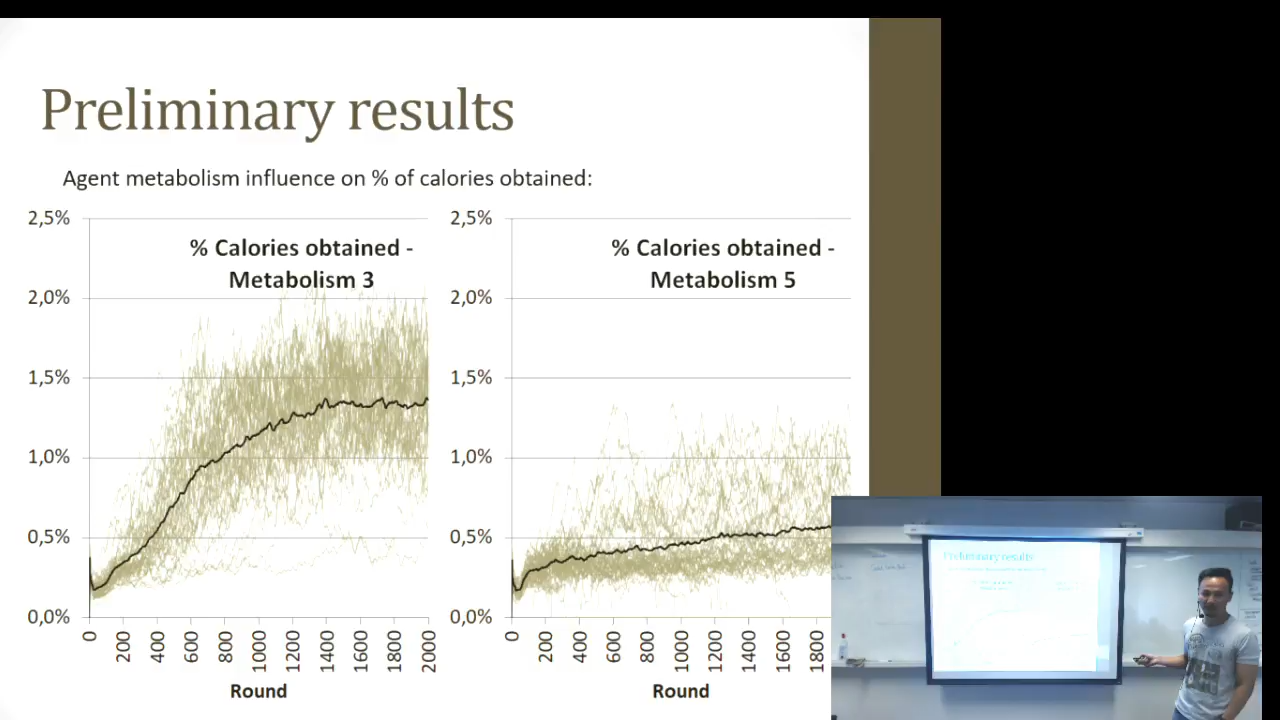 Preliminary results
Agent metabolism influence on % of calories obtained:
2,5%
2,0%
1,5%
1,0%
0,5%
0,0%
% Calories obtained -
Metabolism 3
0 200 400 600 800 1000 1200 1400 1600 1800 2000
Round
2,5%
2,0%
1,5%
1,0%
0,5%
0,0%
% Calories obtained -
Metabolism 5
0 200 400 600 800 1000 1200 1400 1600 1800
Round
Preliminary results